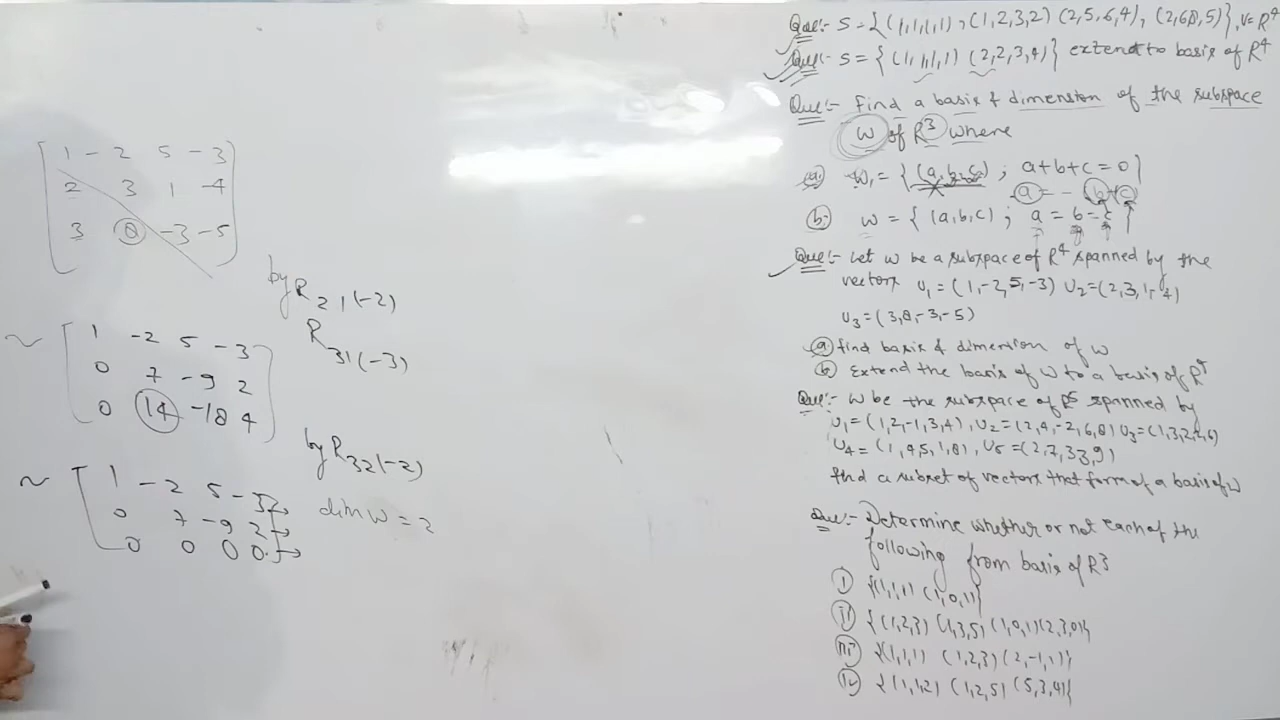 1 -2 5 -3
2 3 1 -4
3 8 -3 -5
by R21(-2)
R31(-3)
~ 1 -2 5 -3
0 7 -9 2
0 14 -18 4
by R32(-2)
~ 1 -2 5 -3
0 7 -9 2
0 0 0 0
dim W = 2
Que:- S = {(1,1,1,1), (1,2,3,2) (2,5,6,4), (2,6,8,5)}, V = R4
Que:- S = {(1,1,1,1) (2,2,3,4)} extend to basis of R4
Que:- Find a basis & dimension of the subspace
W of R3 where
(a) W1 = {(a,b,c) ; a+b+c = 0}
a = - b - c
(b) W = {(a,b,c) ; a = b = c}
Que:- Let W be a subspace of R4 spanned by the
vectors U1 = (1,-2,5,-3) U2 = (2,3,1,-4)
U3 = (3,8,-3,-5)
(a) find basis & dimension of W
(b) Extend the basis of W to a basis of R4
Que:- W be the subspace of R5 spanned by
U1 = (1,2,-1,3,4), U2 = (2,4,-2,6,8) U3 = (1,3,2,2,6)
U4 = (1,4,5,1,8), U5 = (2,7,3,3,9)
find a subset of vectors that form of a basis of W
Que:- Determine whether or not each of the
following from basis of R3
i) {(1,1,1) (1,0,1)}
ii) {(1,2,3) (1,3,5) (1,0,1) (2,3,0)}
iii) {(1,1,1) (1,2,3) (2,-1,1)}
iv) {(1,1,2) (1,2,5) (5,3,4)}